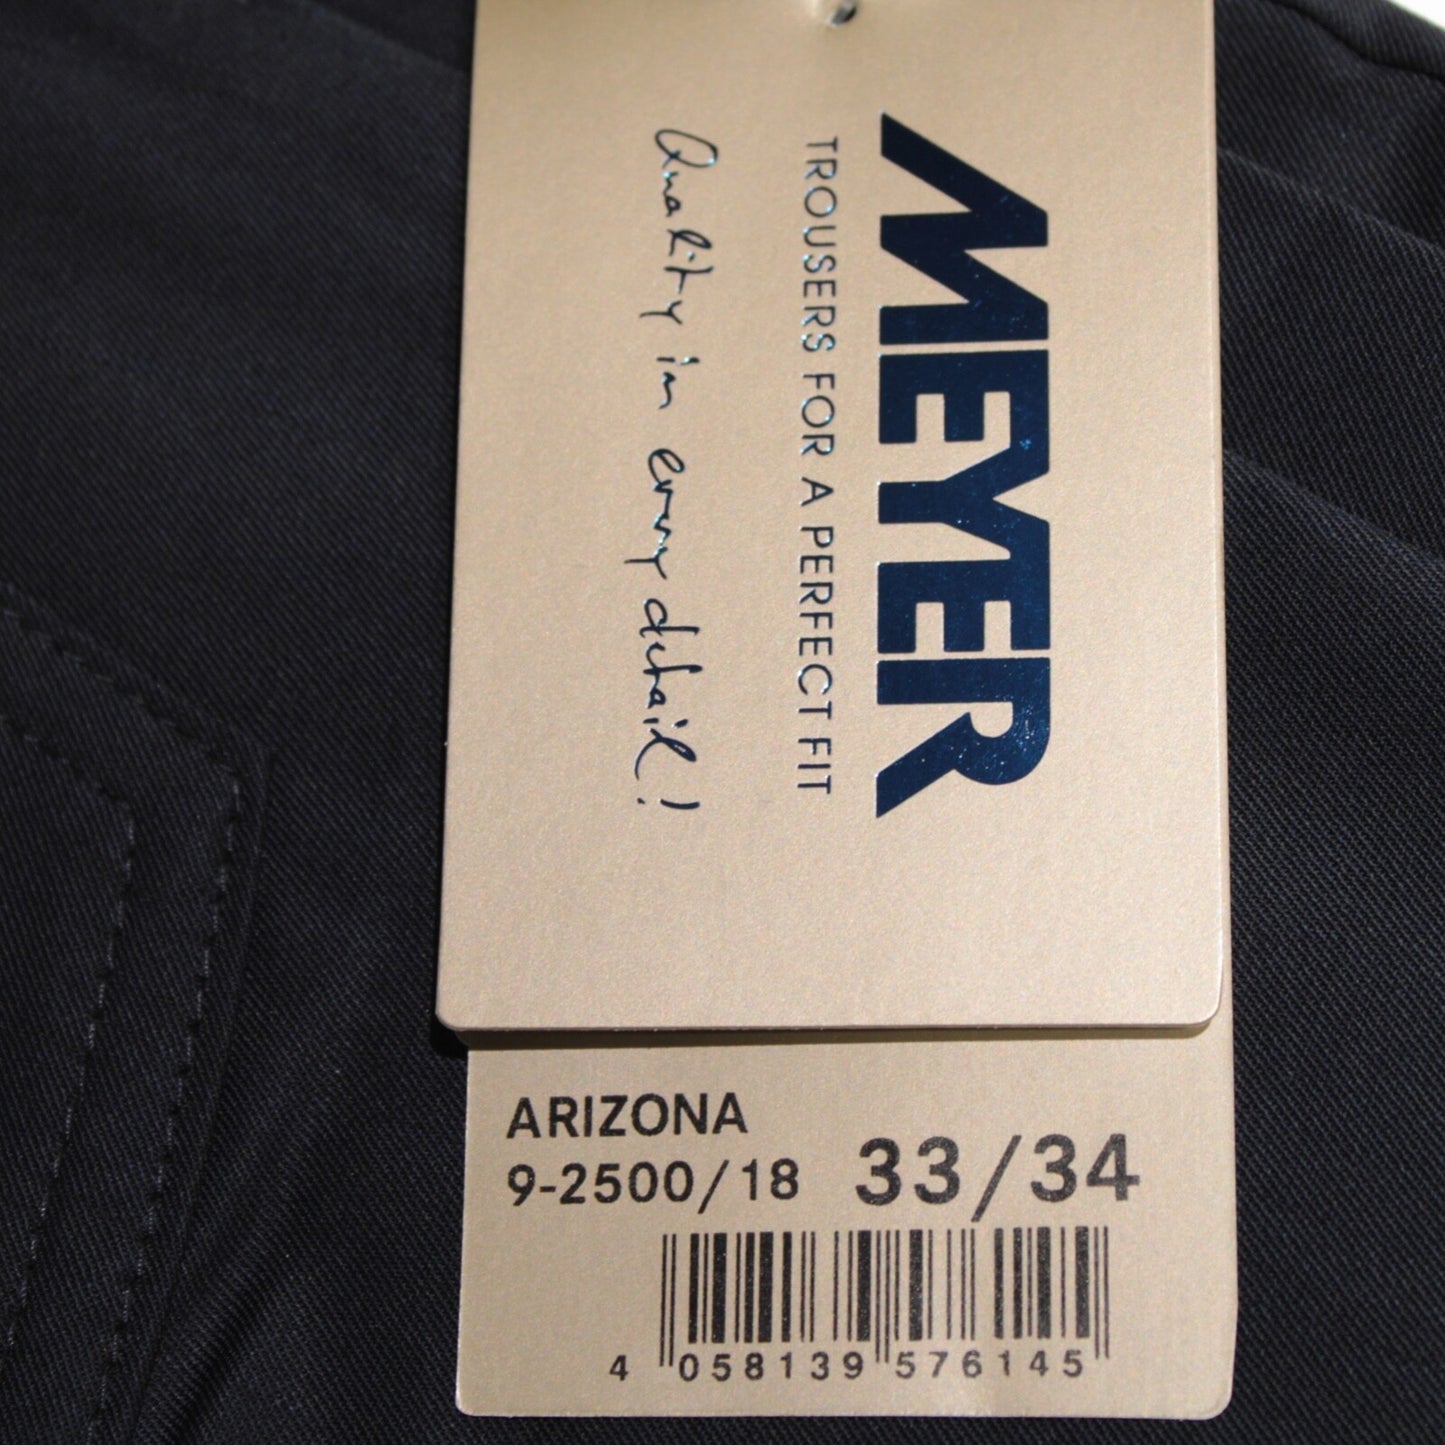 MEYER
TROUSERS FOR A PERFECT FIT
Quality in every detail!
ARIZONA
9-2500/18 33/34
4 058139 576145